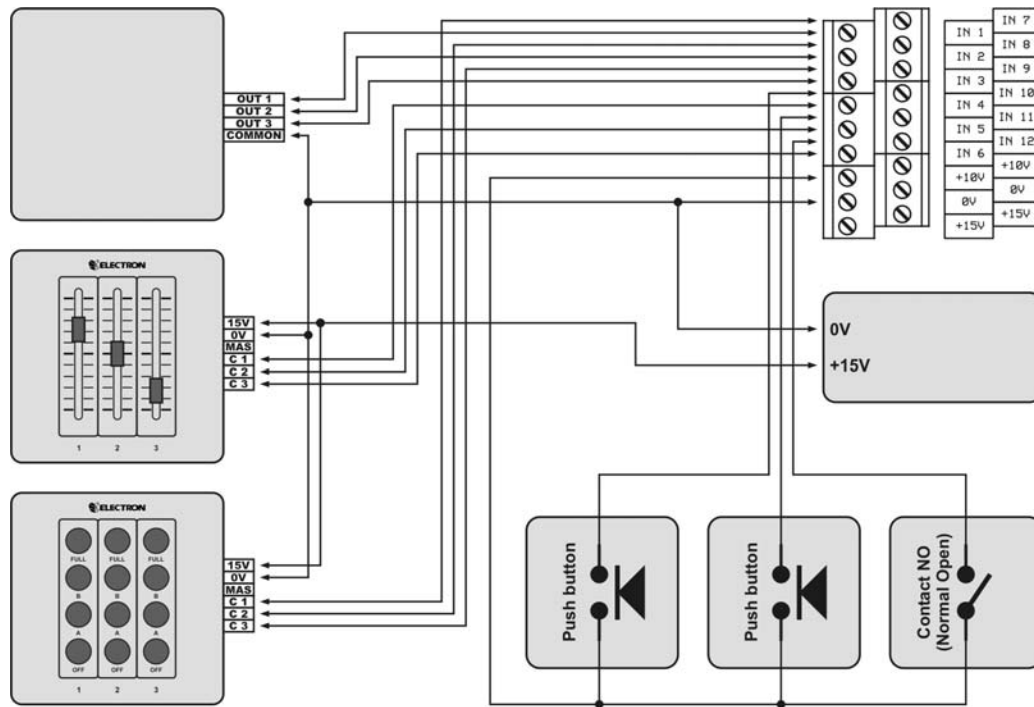 OUT 1
OUT 2
OUT 3
COMMON
IN 1
IN 2
IN 3
IN 4
IN 5
IN 6
+10V
0V
+15V
IN 7
IN 8
IN 9
IN 10
IN 11
IN 12
+10V
0V
+15V
ELECTRON
1 2 3
15V
0V
MAS
C 1
C 2
C 3
0V
+15V
ELECTRON
FULL FULL FULL
B B B
A A A
OFF OFF OFF
1 2 3
15V
0V
MAS
C 1
C 2
C 3
Push button
Push button
Contact NO
(Normal Open)